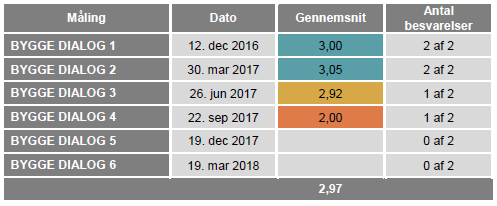 Måling Dato Gennemsnit Antal besvarelser
BYGGE DIALOG 1 12. dec 2016 3,00 2 af 2
BYGGE DIALOG 2 30. mar 2017 3,05 2 af 2
BYGGE DIALOG 3 26. jun 2017 2,92 1 af 2
BYGGE DIALOG 4 22. sep 2017 2,00 1 af 2
BYGGE DIALOG 5 19. dec 2017 0 af 2
BYGGE DIALOG 6 19. mar 2018 0 af 2
2,97